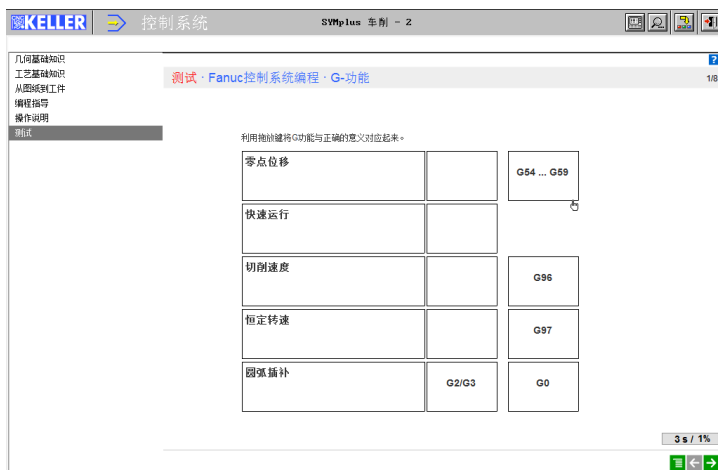 KELLER 控制系统 SYMplus 车削 - 2
几何基础知识
工艺基础知识
从图纸到工件
编程指导
操作说明
测试
测试 · Fanuc控制系统编程 · G-功能 1/8
利用拖放键将G功能与正确的意义对应起来。
零点位移 G54 ... G59
快速运行
切削速度 G96
恒定转速 G97
圆弧插补 G2/G3 G0
3 s / 1%